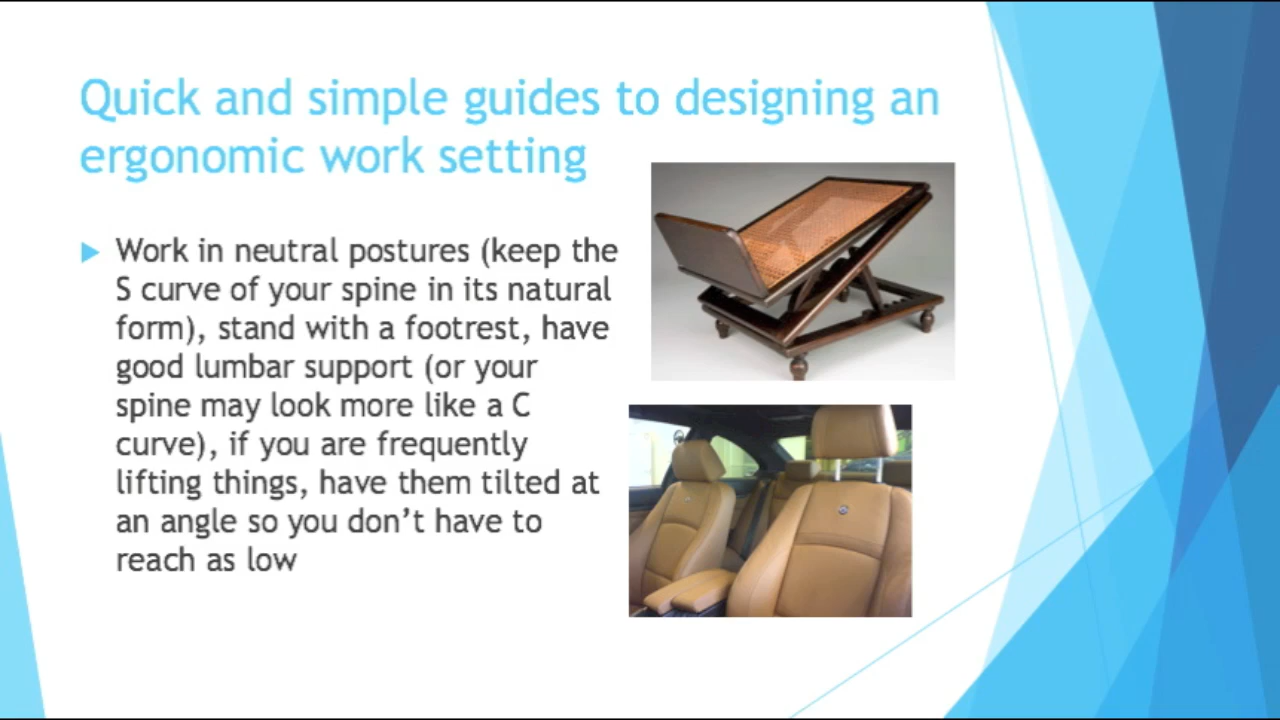 Quick and simple guides to designing an
ergonomic work setting
Work in neutral postures (keep the
S curve of your spine in its natural
form), stand with a footrest, have
good lumbar support (or your
spine may look more like a C
curve), if you are frequently
lifting things, have them tilted at
an angle so you don’t have to
reach as low